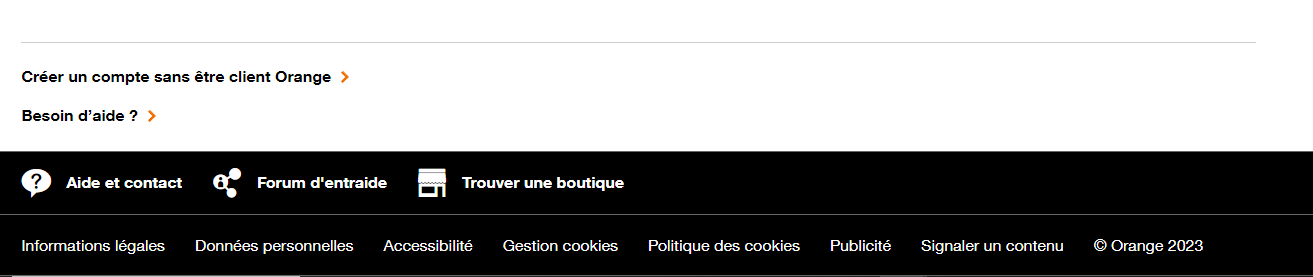 Créer un compte sans être client Orange
Besoin d’aide ?
Aide et contact Forum d'entraide Trouver une boutique
Informations légales Données personnelles Accessibilité Gestion cookies Politique des cookies Publicité Signaler un contenu © Orange 2023